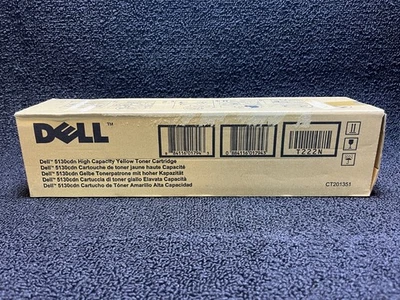 DELL™
T222N
Dell™ 5130cdn High Capacity Yellow Toner Cartridge
Dell™ 5130cdn Cartouche de toner jaune haute Capacité
Dell™ 5130cdn Gelbe Tonerpatrone mit hoher Kapazität
Dell™ 5130cdn Cartuccia di toner giallo Elevata Capacità
Dell™ 5130cdn Cartucho de Tóner Amarillo Alta Capacidad
CT201351